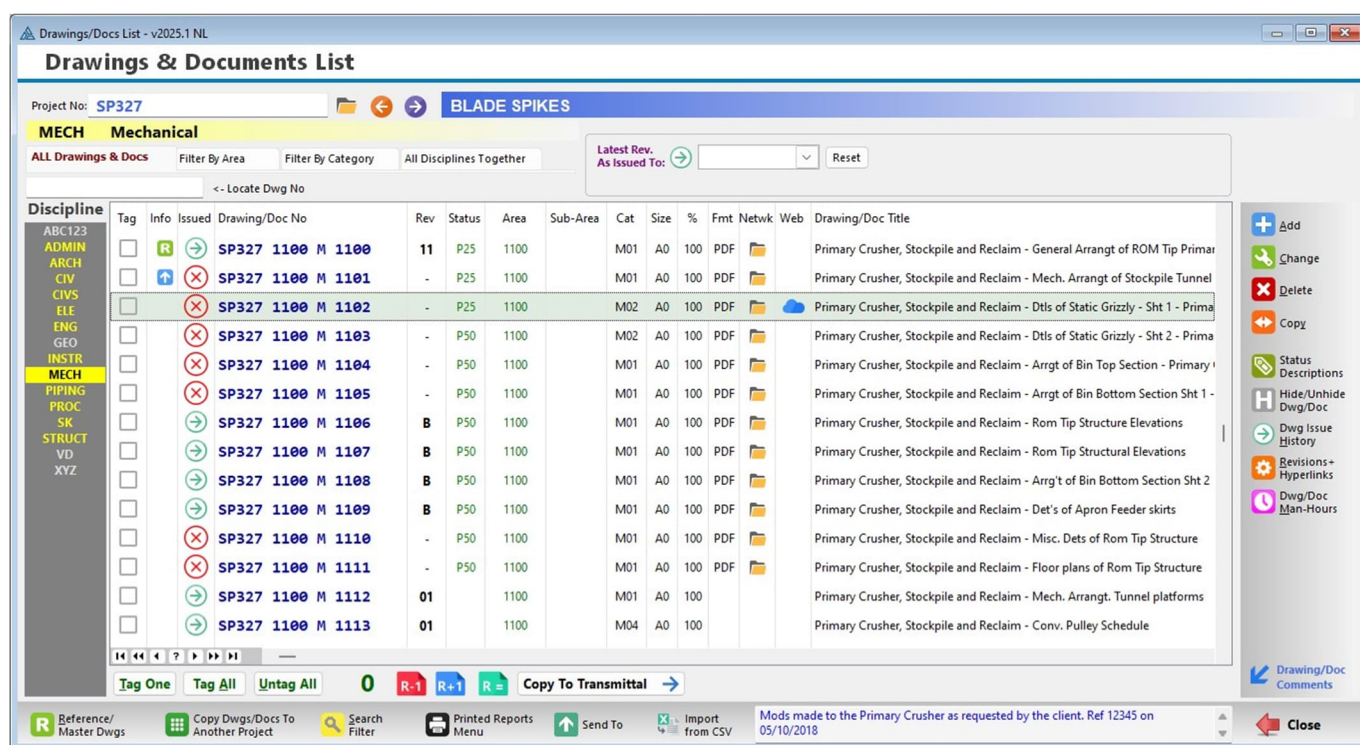 Drawings/Docs List - v2025.1 NL
Drawings & Documents List
Project No: SP327 BLADE SPIKES
MECH Mechanical
ALL Drawings & Docs Filter By Area Filter By Category All Disciplines Together
Latest Rev.
As Issued To: Reset
<- Locate Dwg No
Discipline
ABC123
ADMIN
ARCH
CIV
CIVS
ELE
ENG
GEO
INSTR
MECH
PIPING
PROC
SK
STRUCT
VD
XYZ
Tag Info Issued Drawing/Doc No Rev Status Area Sub-Area Cat Size % Fmt Netwk Web Drawing/Doc Title
R SP327 1100 M 1100 11 P25 1100 M01 A0 100 PDF Primary Crusher, Stockpile and Reclaim - General Arrangt of ROM Tip Primar
SP327 1100 M 1101 - P25 1100 M01 A0 100 PDF Primary Crusher, Stockpile and Reclaim - Mech. Arrangt of Stockpile Tunnel
SP327 1100 M 1102 - P25 1100 M02 A0 100 PDF Primary Crusher, Stockpile and Reclaim - Dtls of Static Grizzly - Sht 1 - Prima
SP327 1100 M 1103 - P50 1100 M02 A0 100 PDF Primary Crusher, Stockpile and Reclaim - Dtls of Static Grizzly - Sht 2 - Prima
SP327 1100 M 1104 - P50 1100 M01 A0 100 PDF Primary Crusher, Stockpile and Reclaim - Arrgt of Bin Top Section - Primary
SP327 1100 M 1105 - P50 1100 M01 A0 100 PDF Primary Crusher, Stockpile and Reclaim - Arrgt of Bin Bottom Section Sht 1 -
SP327 1100 M 1106 B P50 1100 M01 A0 100 PDF Primary Crusher, Stockpile and Reclaim - Rom Tip Structure Elevations
SP327 1100 M 1107 B P50 1100 M01 A0 100 PDF Primary Crusher, Stockpile and Reclaim - Rom Tip Structural Elevations
SP327 1100 M 1108 B P50 1100 M01 A0 100 PDF Primary Crusher, Stockpile and Reclaim - Arrg't of Bin Bottom Section Sht 2
SP327 1100 M 1109 B P50 1100 M01 A0 100 PDF Primary Crusher, Stockpile and Reclaim - Det's of Apron Feeder skirts
SP327 1100 M 1110 - P50 1100 M01 A0 100 PDF Primary Crusher, Stockpile and Reclaim - Misc. Dets of Rom Tip Structure
SP327 1100 M 1111 - P50 1100 M01 A0 100 PDF Primary Crusher, Stockpile and Reclaim - Floor plans of Rom Tip Structure
SP327 1100 M 1112 01 1100 M01 A0 100 Primary Crusher, Stockpile and Reclaim - Mech. Arrangt. Tunnel platforms
SP327 1100 M 1113 01 1100 M04 A0 100 Primary Crusher, Stockpile and Reclaim - Conv. Pulley Schedule
?
Add
Change
Delete
Copy
Status
Descriptions
H Hide/Unhide
Dwg/Doc
Dwg Issue
History
Revisions+
Hyperlinks
Dwg/Doc
Man-Hours
Drawing/Doc
Comments
Tag One Tag All Untag All 0 R-1 R+1 R = Copy To Transmittal
R Reference/
Master Dwgs
Copy Dwgs/Docs To
Another Project
Search
Filter
Printed Reports
Menu
Send To
Import
from CSV
Mods made to the Primary Crusher as requested by the client. Ref 12345 on
05/10/2018
Close